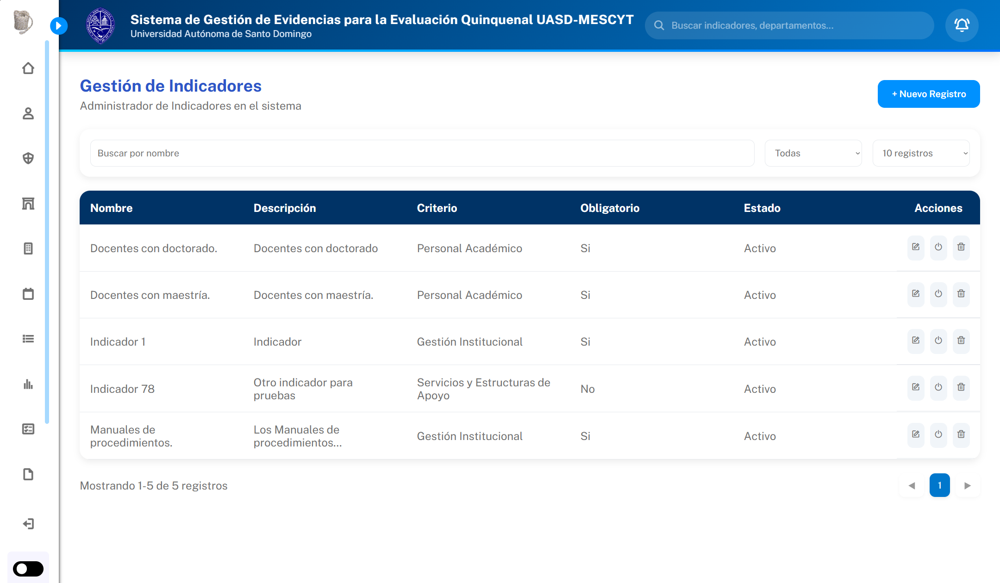 Sistema de Gestión de Evidencias para la Evaluación Quinquenal UASD-MESCYT
Universidad Autónoma de Santo Domingo
Buscar indicadores, departamentos...
Gestión de Indicadores
Administrador de Indicadores en el sistema
+ Nuevo Registro
Buscar por nombre
Todas
10 registros
Nombre Descripción Criterio Obligatorio Estado Acciones
Docentes con doctorado. Docentes con doctorado Personal Académico Si Activo
Docentes con maestría. Docentes con maestría. Personal Académico Si Activo
Indicador 1 Indicador Gestión Institucional Si Activo
Indicador 78 Otro indicador para pruebas Servicios y Estructuras de Apoyo No Activo
Manuales de procedimientos. Los Manuales de procedimientos... Gestión Institucional Si Activo
Mostrando 1-5 de 5 registros
1